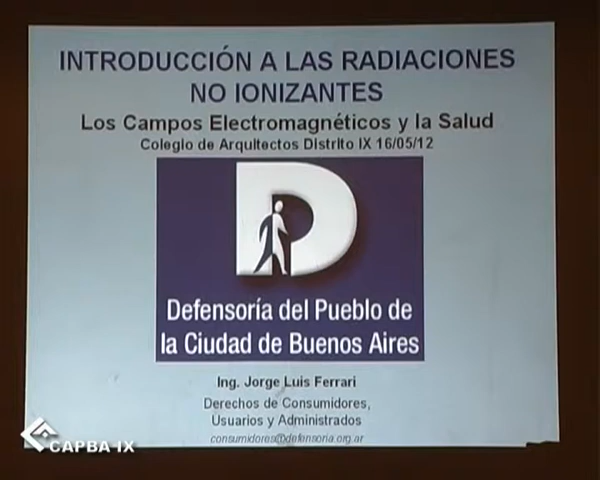 INTRODUCCIÓN A LAS RADIACIONES
NO IONIZANTES
Los Campos Electromagnéticos y la Salud
Colegio de Arquitectos Distrito IX 16/05/12
Defensoría del Pueblo de
la Ciudad de Buenos Aires
Ing. Jorge Luis Ferrari
Derechos de Consumidores,
Usuarios y Administrados
consumidores@defensoria.org.ar
CAPBA IX